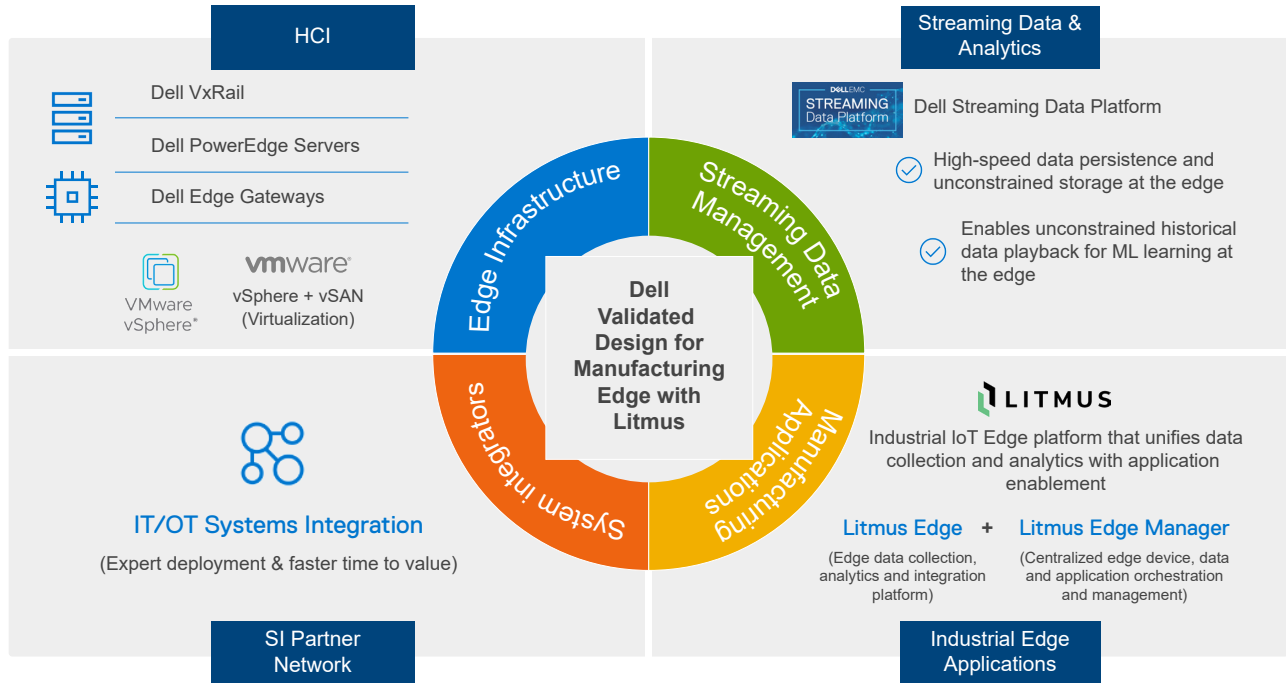 HCI
Dell VxRail
Dell PowerEdge Servers
Dell Edge Gateways
VMware
vSphere®
vmware®
vSphere + vSAN
(Virtualization)
Streaming Data &
Analytics
DELLEMC
STREAMING
Data Platform
Dell Streaming Data Platform
High-speed data persistence and
unconstrained storage at the edge
Enables unconstrained historical
data playback for ML learning at
the edge
Edge Infrastructure
Streaming Data
Management
Dell
Validated
Design for
Manufacturing
Edge with
Litmus
System integrators
Manufacturing
Applications
IT/OT Systems Integration
(Expert deployment & faster time to value)
SI Partner
Network
LITMUS
Industrial IoT Edge platform that unifies data
collection and analytics with application
enablement
Litmus Edge + Litmus Edge Manager
(Edge data collection,
analytics and integration
platform)
(Centralized edge device, data
and application orchestration
and management)
Industrial Edge
Applications